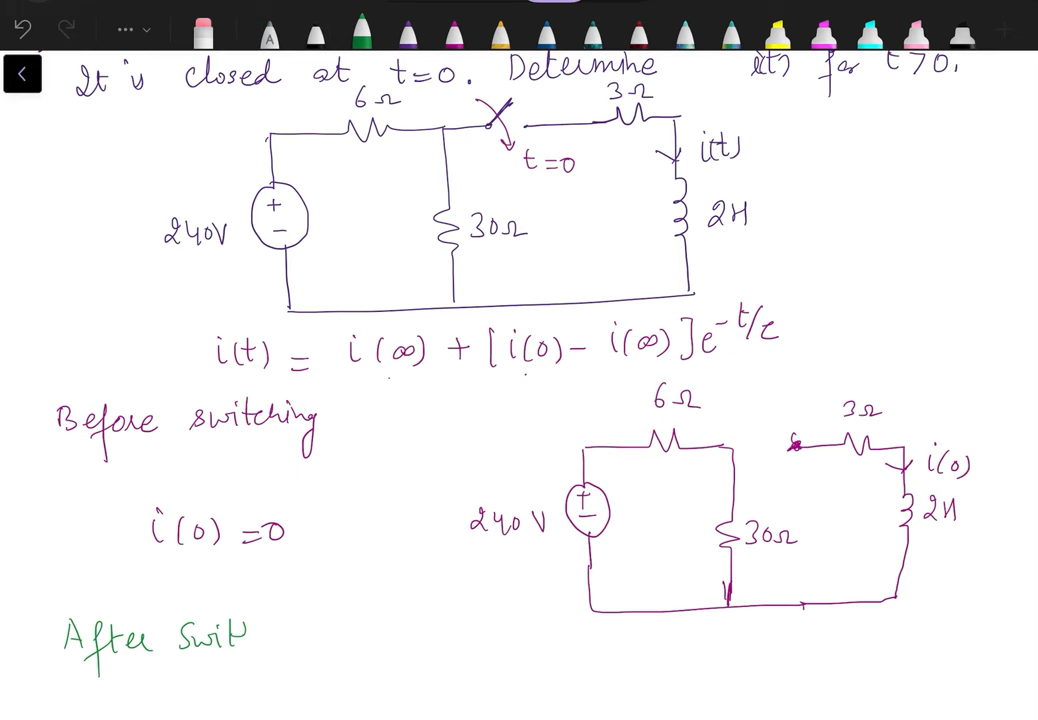 It is closed at t=0. Determine i(t) for t>0.
6Ω
3Ω
t=0
i(t)
+
-
240V
30Ω
2H
i(t) = i(∞) + [i(0) - i(∞)]e^-t/τ
Before switching
6Ω
3Ω
i(0)
i(0) =0
240V
+
-
30Ω
2H
After Swit